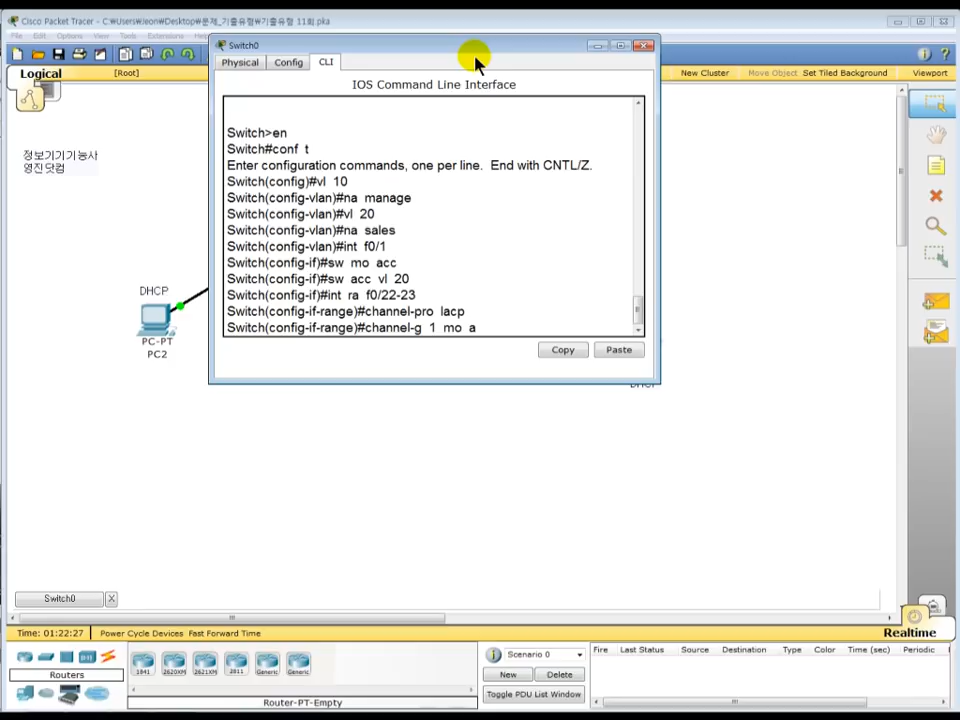 Cisco Packet Tracer - C:\Users\Jeon\Desktop\문제_기출유형\기출유형 11회.pka
File Edit Options View Tools Extensions Help
Logical
[Root]
New Cluster
Move Object
Set Tiled Background
Viewport
Switch0
Physical
Config
CLI
IOS Command Line Interface
Switch>en
Switch#conf t
Enter configuration commands, one per line. End with CNTL/Z.
Switch(config)#vl 10
Switch(config-vlan)#na manage
Switch(config-vlan)#vl 20
Switch(config-vlan)#na sales
Switch(config-vlan)#int f0/1
Switch(config-if)#sw mo acc
Switch(config-if)#sw acc vl 20
Switch(config-if)#int ra f0/22-23
Switch(config-if-range)#channel-pro lacp
Switch(config-if-range)#channel-g 1 mo a
Copy
Paste
정보기기기능사
영진닷컴
DHCP
PC-PT
PC2
DHCP
Switch0
X
Time: 01:22:27
Power Cycle Devices
Fast Forward Time
Realtime
Routers
1841
2620XM
2621XM
2811
Generic
Generic
Router-PT-Empty
Scenario 0
New
Delete
Toggle PDU List Window
Fire
Last Status
Source
Destination
Type
Color
Time (sec)
Periodic